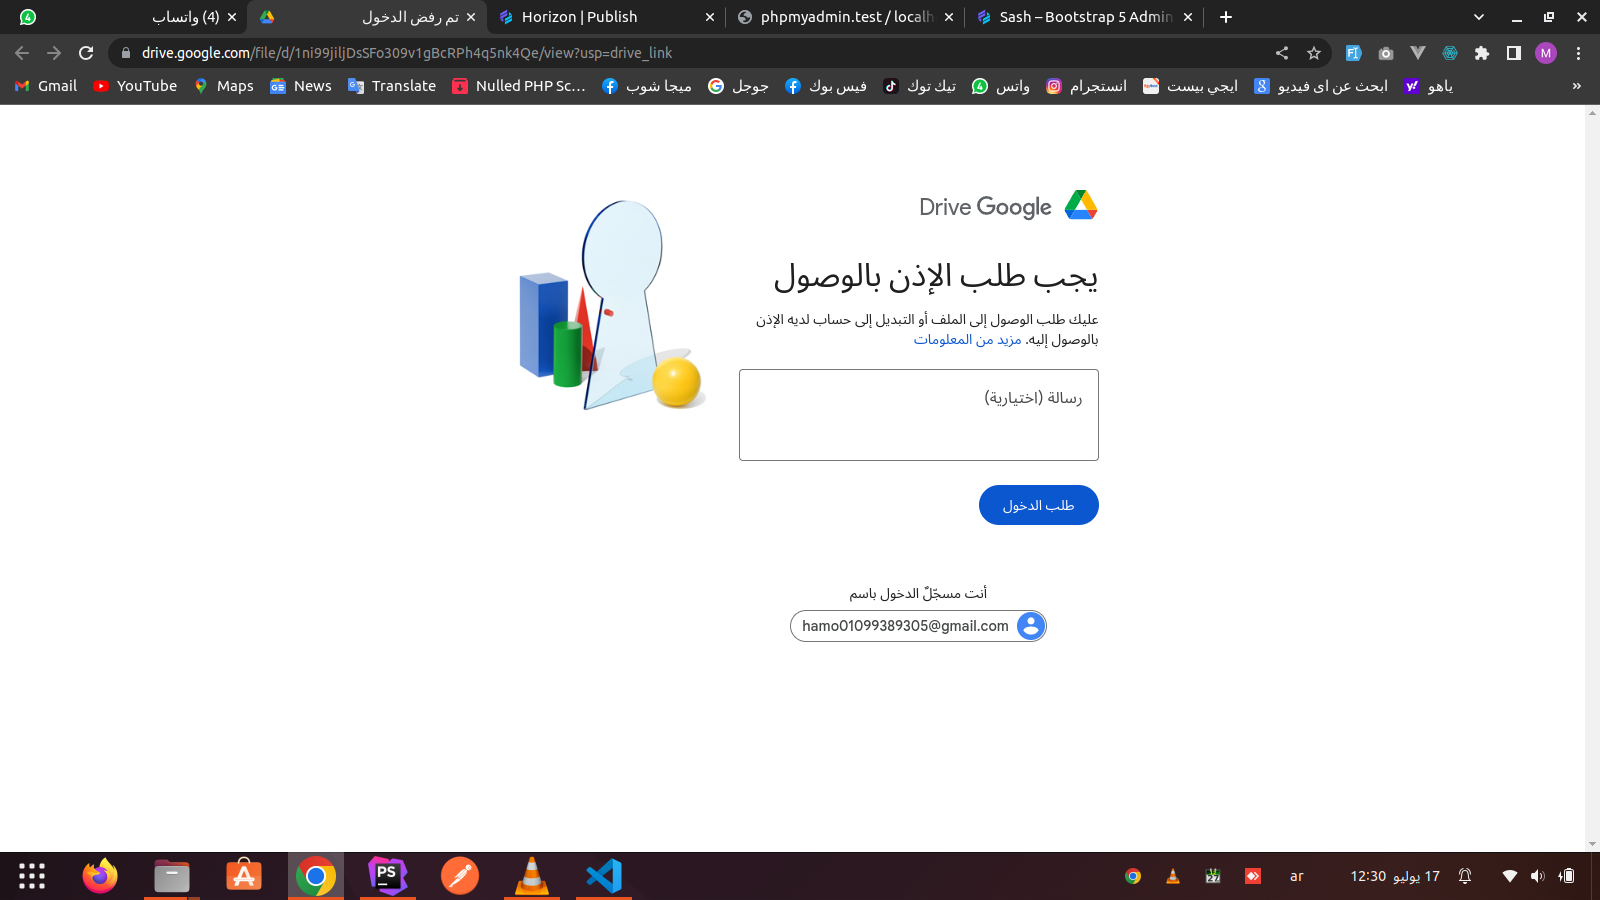 (4) واتساب
تم رفض الدخول
Horizon | Publish
phpmyadmin.test / localh
Sash – Bootstrap 5 Admin
drive.google.com/file/d/1ni99jiljDsSFo309v1gBcRPh4q5nk4Qe/view?usp=drive_link
M
Gmail
YouTube
Maps
News
Translate
Nulled PHP Sc...
ميجا شوب
جوجل
فيس بوك
تيك توك
واتس
انستجرام
ايجي بيست
ابحث عن اى فيديو
ياهو
»
Drive Google
يجب طلب الإذن بالوصول
عليك طلب الوصول إلى الملف أو التبديل إلى حساب لديه الإذن
بالوصول إليه. مزيد من المعلومات
رسالة (اختيارية)
طلب الدخول
أنت مسجّلٌ الدخول باسم
hamo01099389305@gmail.com
PS
27
ar
17 يوليو 12:30